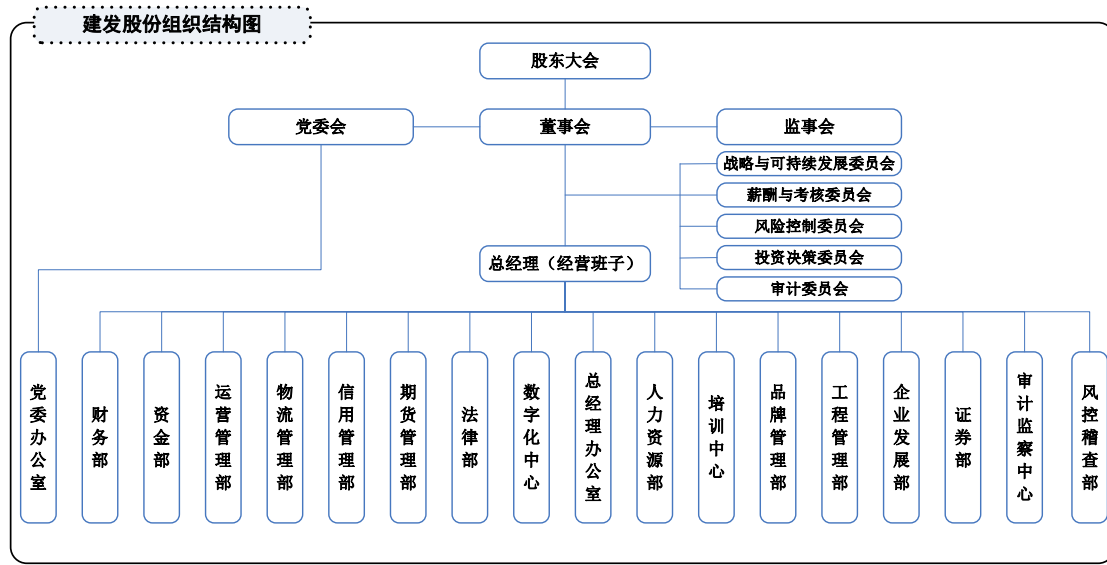 建发股份组织结构图
股东大会
党委会
董事会
监事会
战略与可持续发展委员会
薪酬与考核委员会
风险控制委员会
投资决策委员会
审计委员会
总经理（经营班子）
党委办公室
财务部
资金部
运营管理部
物流管理部
信用管理部
期货管理部
法律部
数字化中心
总经理办公室
人力资源部
培训中心
品牌管理部
工程管理部
企业发展部
证券部
审计监察中心
风控稽查部